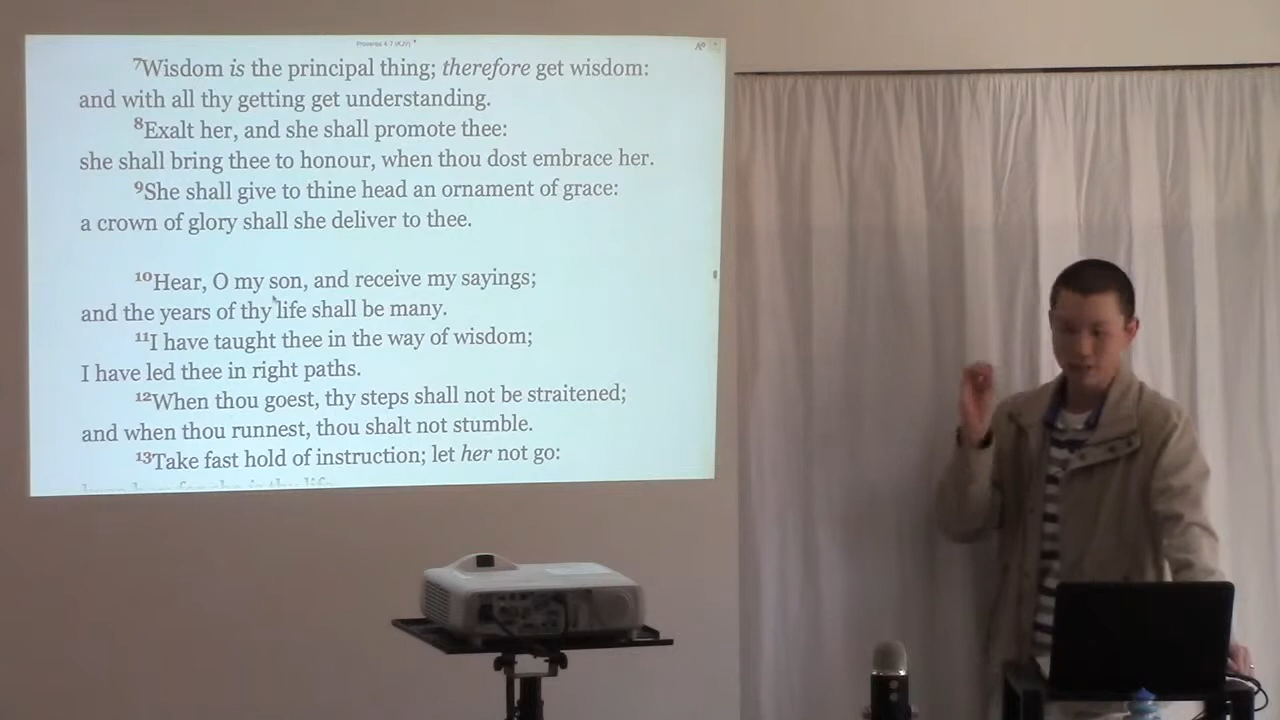 Proverbs 4:7 (KJV)
7Wisdom is the principal thing; therefore get wisdom:
and with all thy getting get understanding.
8Exalt her, and she shall promote thee:
she shall bring thee to honour, when thou dost embrace her.
9She shall give to thine head an ornament of grace:
a crown of glory shall she deliver to thee.
10Hear, O my son, and receive my sayings;
and the years of thy life shall be many.
11I have taught thee in the way of wisdom;
I have led thee in right paths.
12When thou goest, thy steps shall not be straitened;
and when thou runnest, thou shalt not stumble.
13Take fast hold of instruction; let her not go: